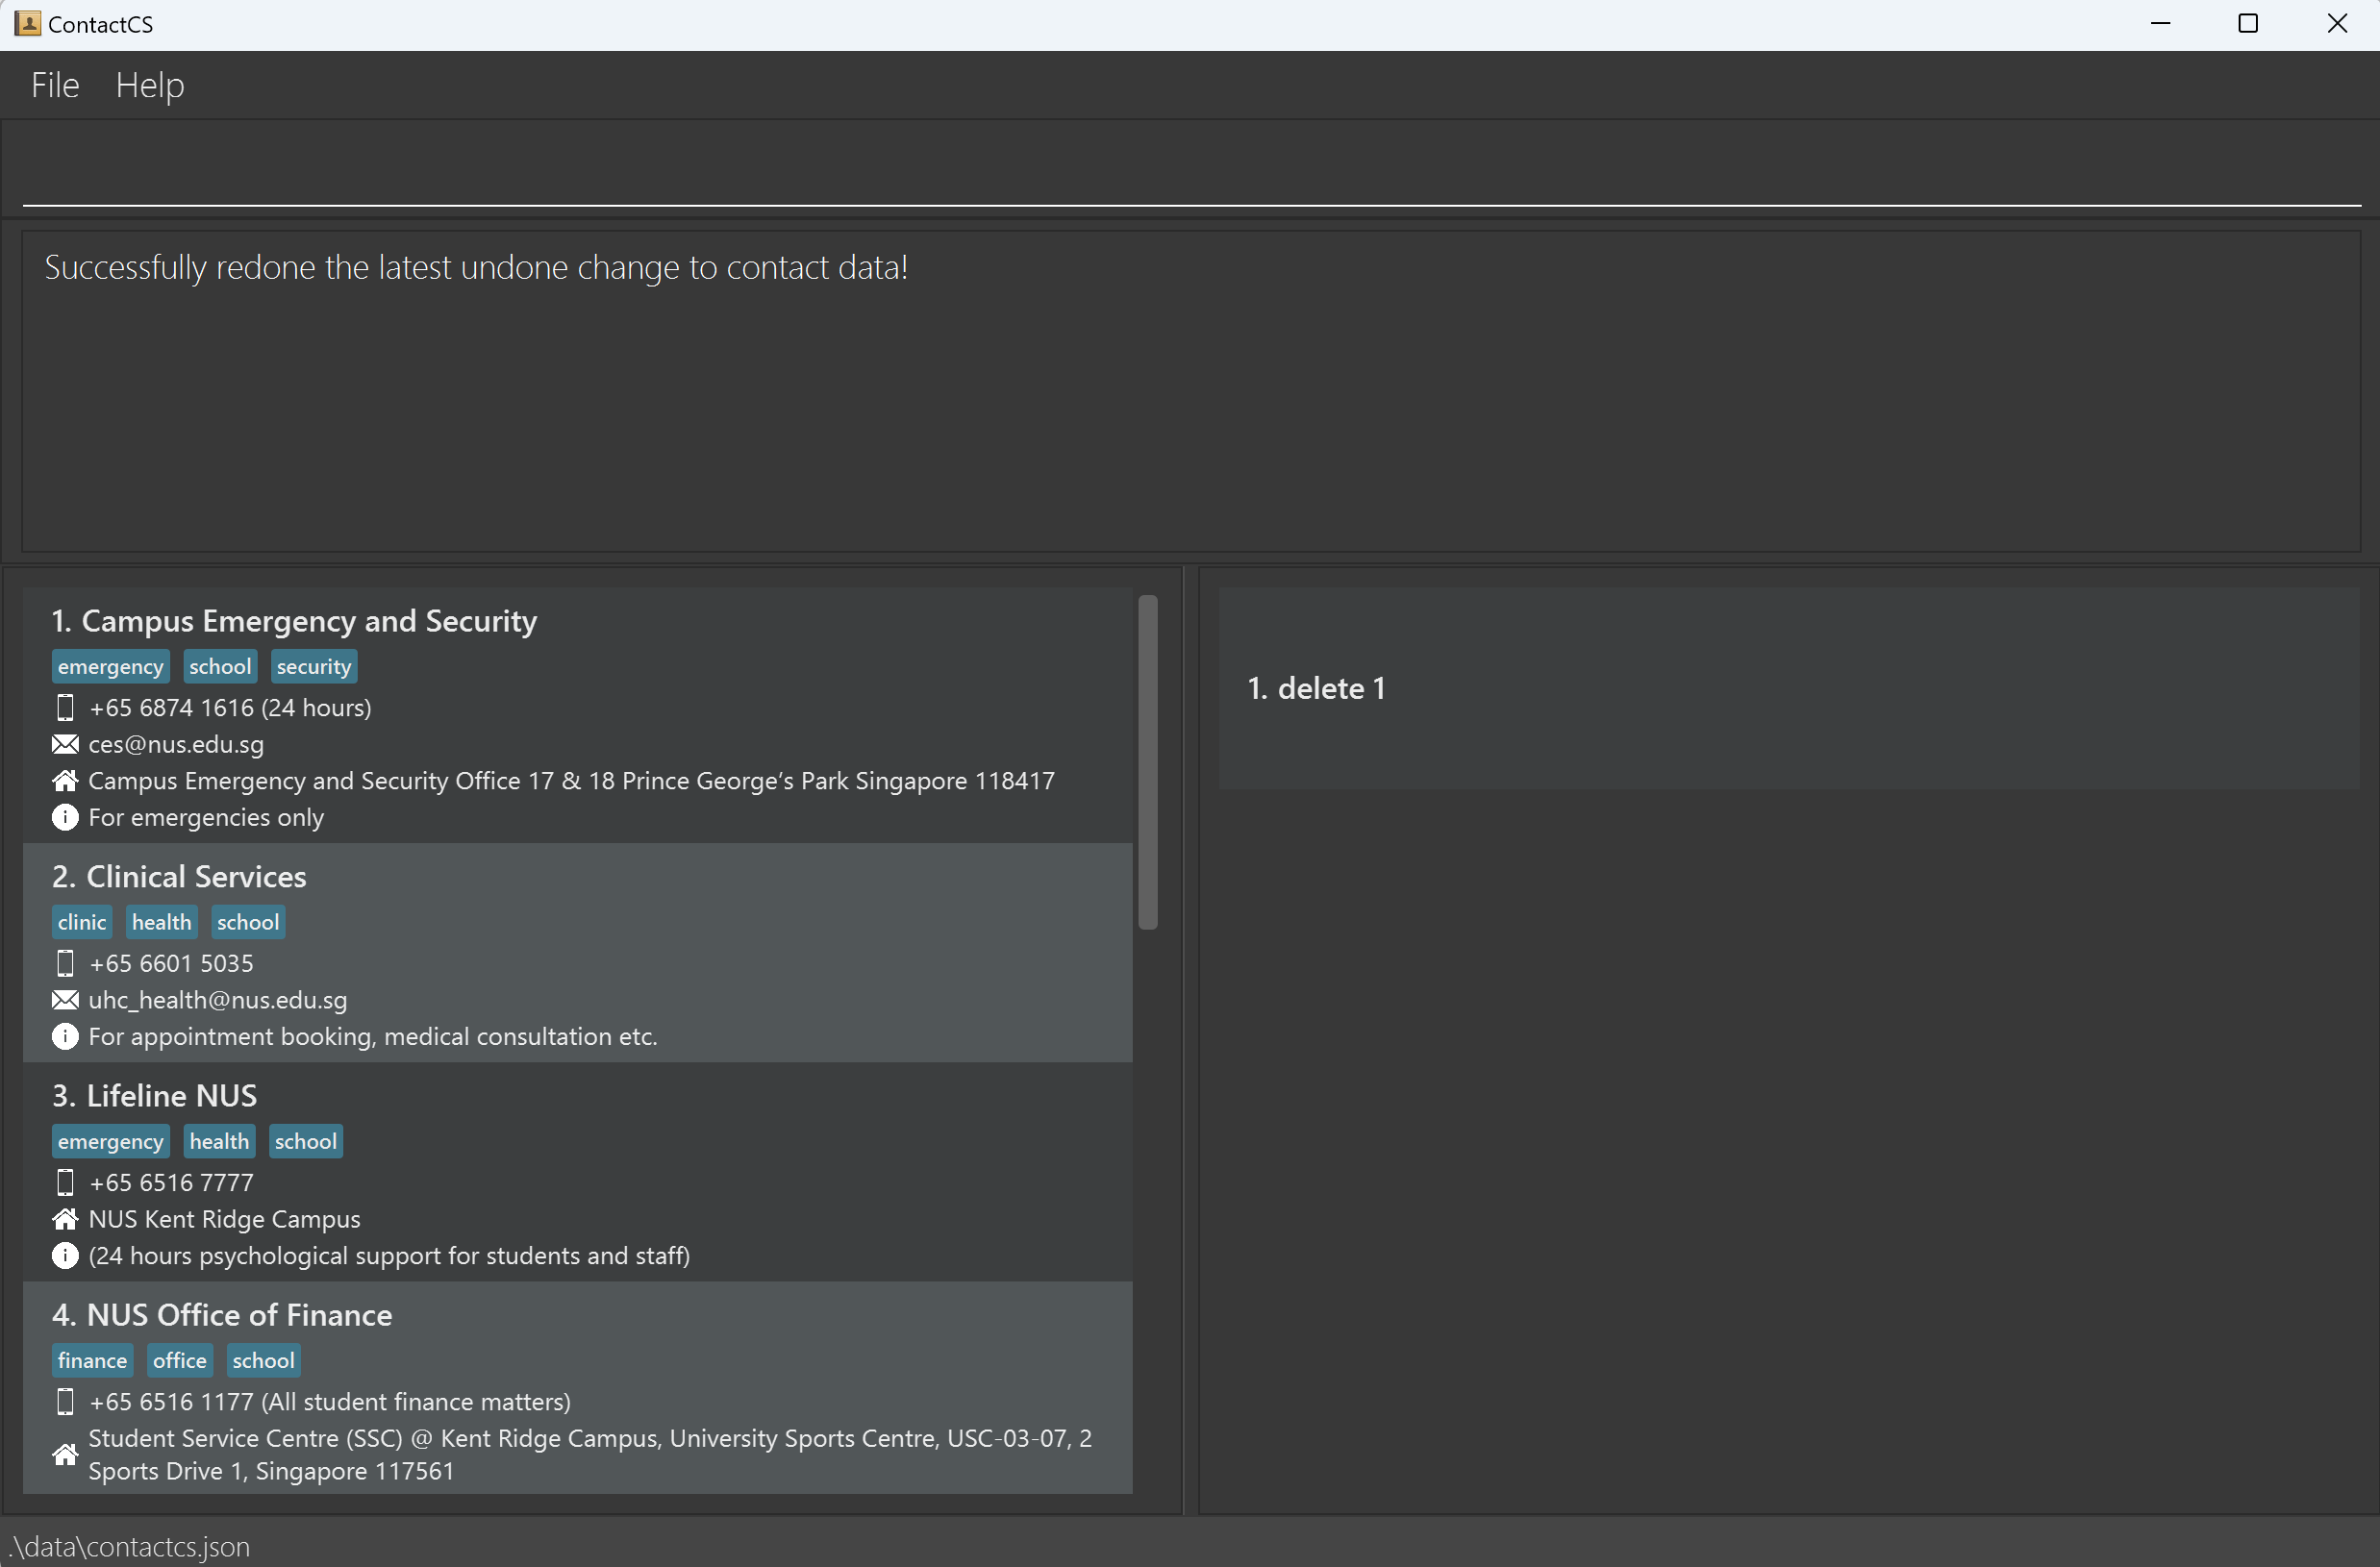 ContactCS
File Help
Successfully redone the latest undone change to contact data!
1. Campus Emergency and Security
emergency school security
+65 6874 1616 (24 hours)
ces@nus.edu.sg
Campus Emergency and Security Office 17 & 18 Prince George’s Park Singapore 118417
For emergencies only
2. Clinical Services
clinic health school
+65 6601 5035
uhc_health@nus.edu.sg
For appointment booking, medical consultation etc.
3. Lifeline NUS
emergency health school
+65 6516 7777
NUS Kent Ridge Campus
(24 hours psychological support for students and staff)
4. NUS Office of Finance
finance office school
+65 6516 1177 (All student finance matters)
Student Service Centre (SSC) @ Kent Ridge Campus, University Sports Centre, USC-03-07, 2
Sports Drive 1, Singapore 117561
1. delete 1
.\data\contactcs.json